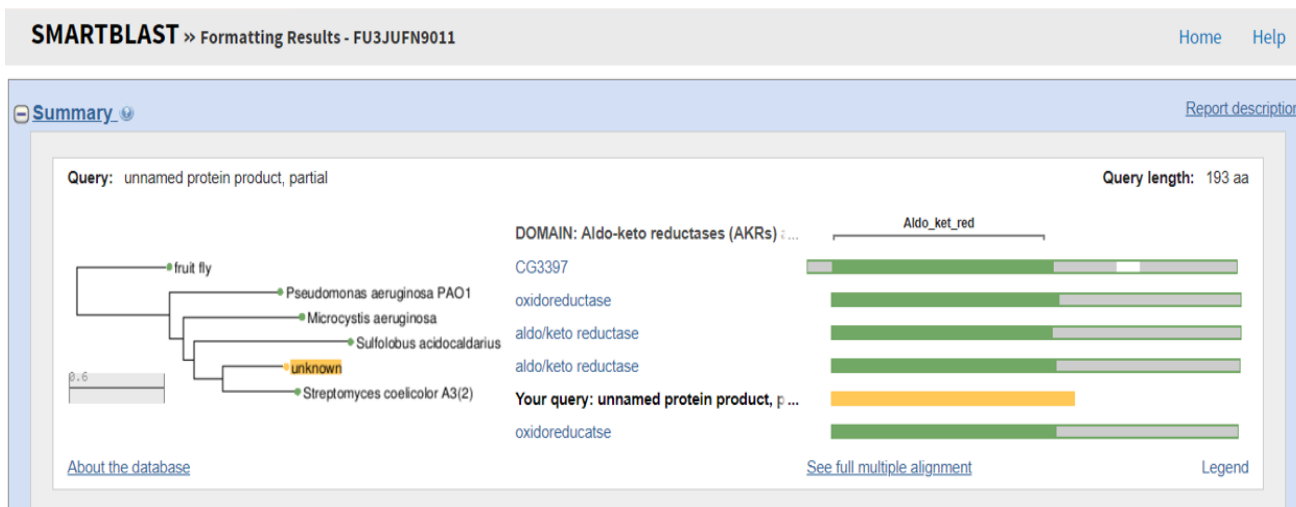 SMARTBLAST » Formatting Results - FU3JUFN9011
Home Help
Summary
Report description
Query: unnamed protein product, partial
Query length: 193 aa
DOMAIN: Aldo-keto reductases (AKRs) a ...
Aldo_ket_red
fruit fly
CG3397
Pseudomonas aeruginosa PAO1
oxidoreductase
Microcystis aeruginosa
aldo/keto reductase
Sulfolobus acidocaldarius
aldo/keto reductase
unknown
0.6
Streptomyces coelicolor A3(2)
Your query: unnamed protein product, p ...
oxidoreducatse
About the database
See full multiple alignment
Legend